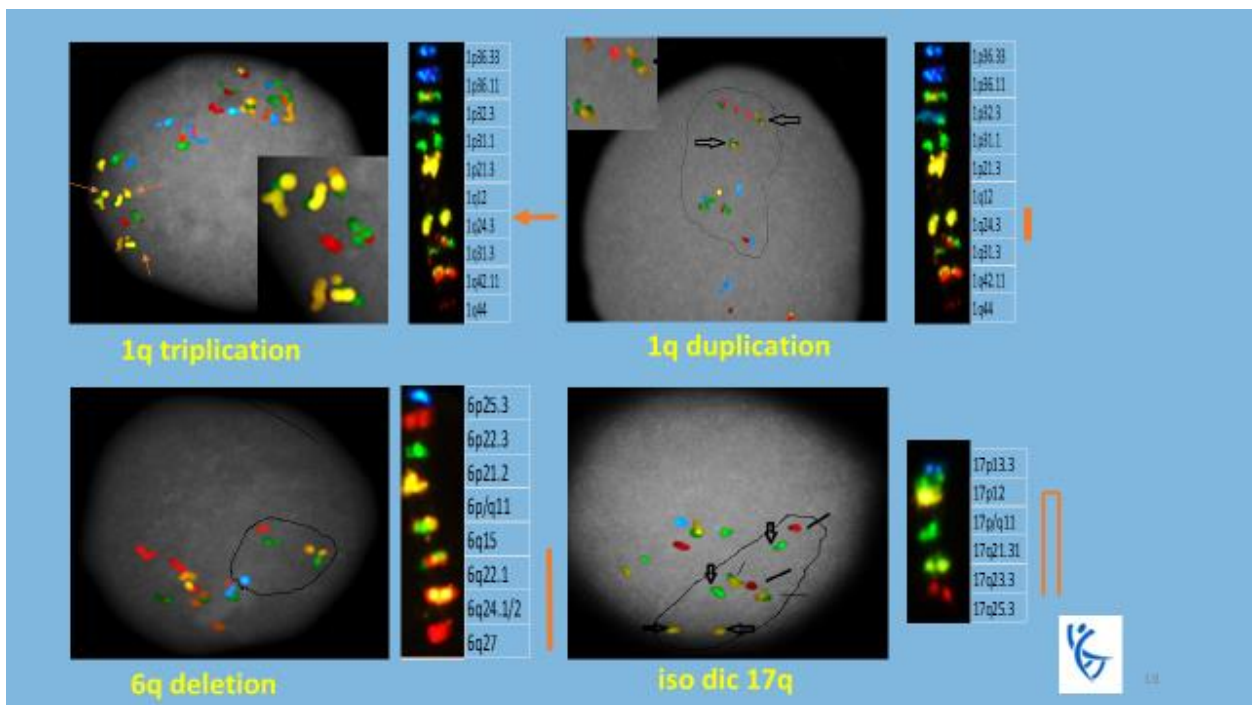 1p36.33
1p36.11
1p32.3
1p31.1
1p21.3
1q12
1q24.3
1q31.3
1q42.11
1q44
1q triplication
1p36.33
1p36.11
1p32.3
1p31.1
1p21.3
1q12
1q24.3
1q31.3
1q42.11
1q44
1q duplication
6p25.3
6p22.3
6p21.2
6p/q11
6q15
6q22.1
6q24.1/2
6q27
6q deletion
17p13.3
17p12
17p/q11
17q21.31
17q23.3
17q25.3
iso dic 17q